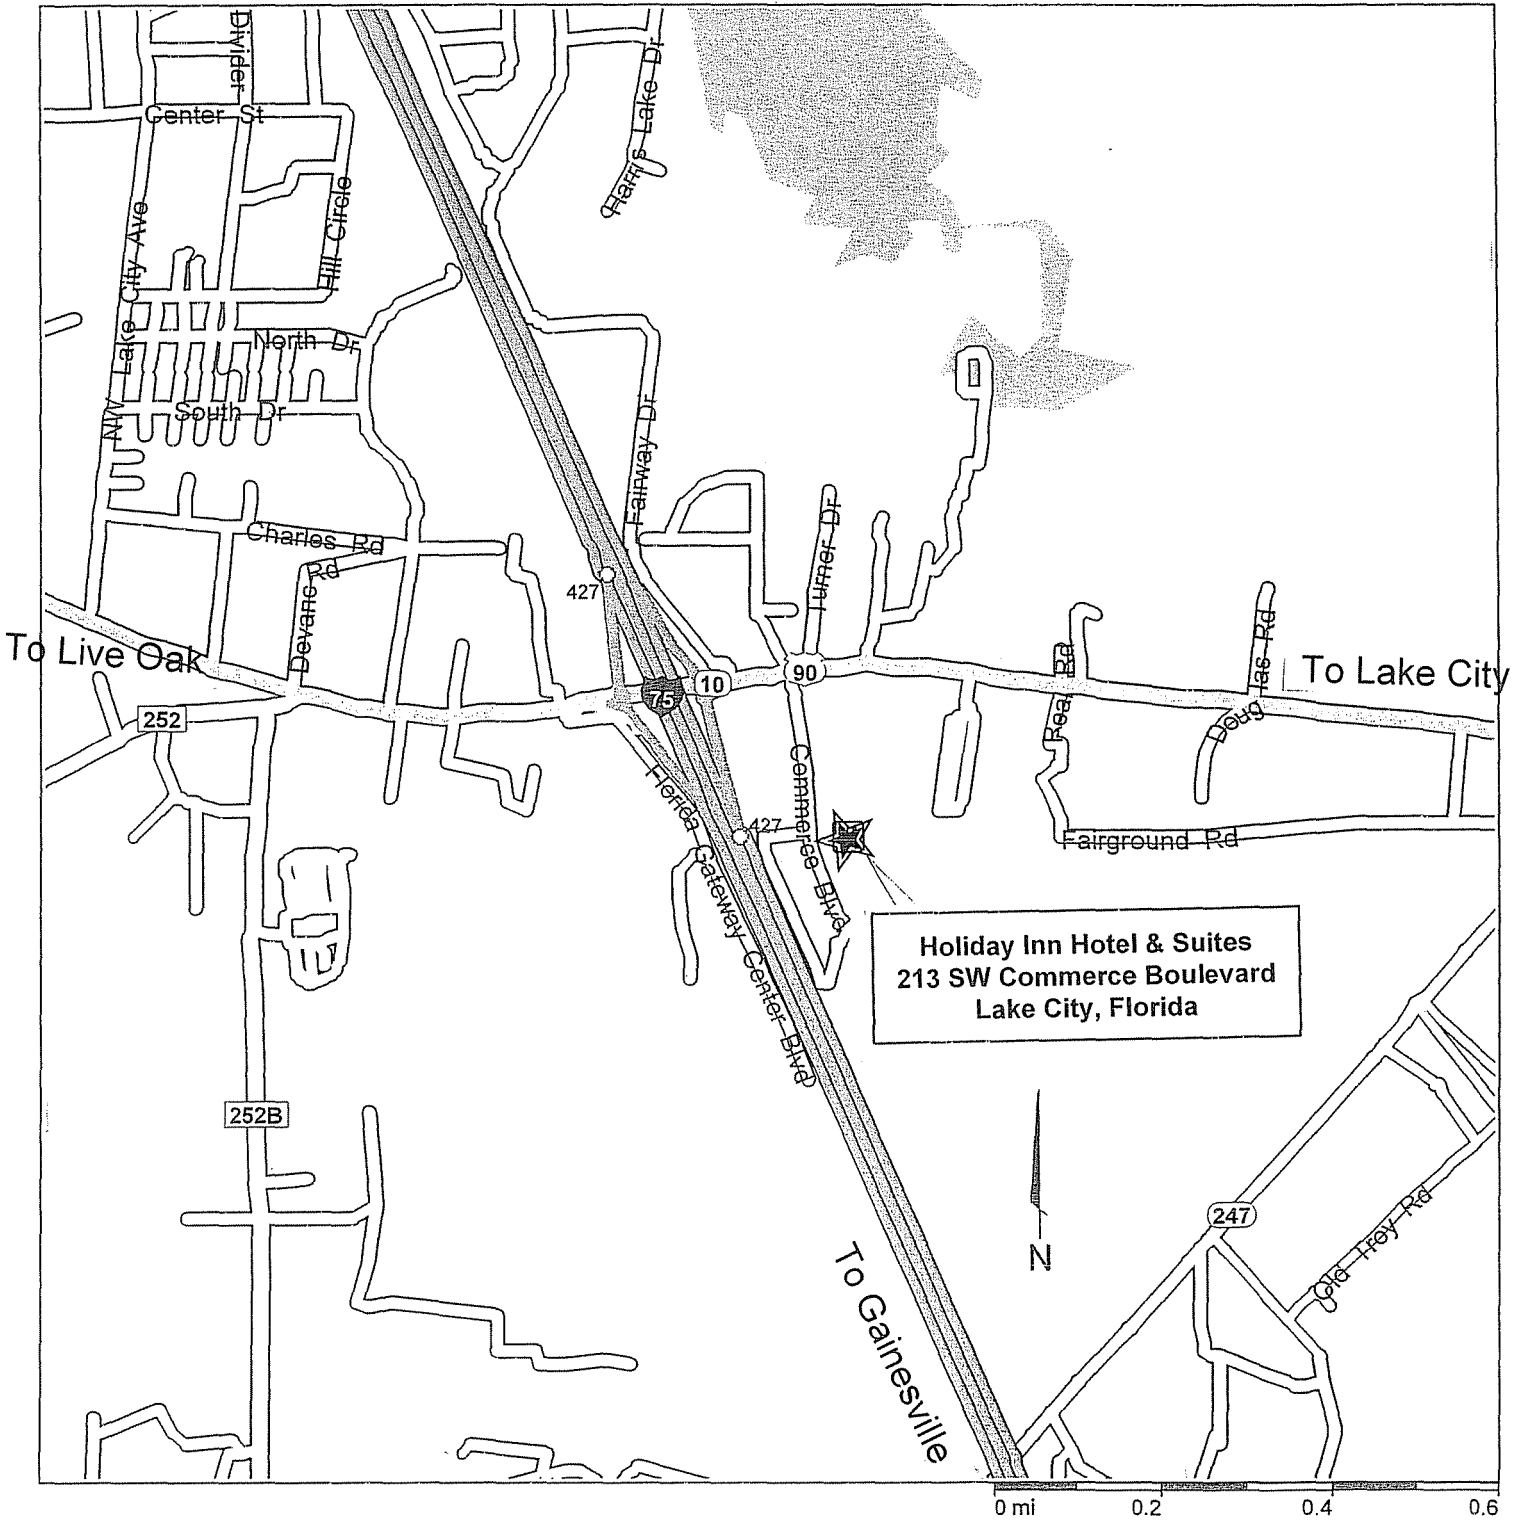 Divider
Center St
Harris Lake Dr
NW Lake City Ave
Hill Circle
North Dr
South Dr
Fairway Dr
Charles Rd
Devane Rd
427
Turner Dr
To Live Oak
75
10
90
Real Rd
Douglas Rd
To Lake City
252
Florida Gateway Center Blvd
427
Commerce Blvd
Fairground Rd
Holiday Inn Hotel & Suites
213 SW Commerce Boulevard
Lake City, Florida
252B
N
247
Old Troy Rd
To Gainesville
0 mi 0.2 0.4 0.6